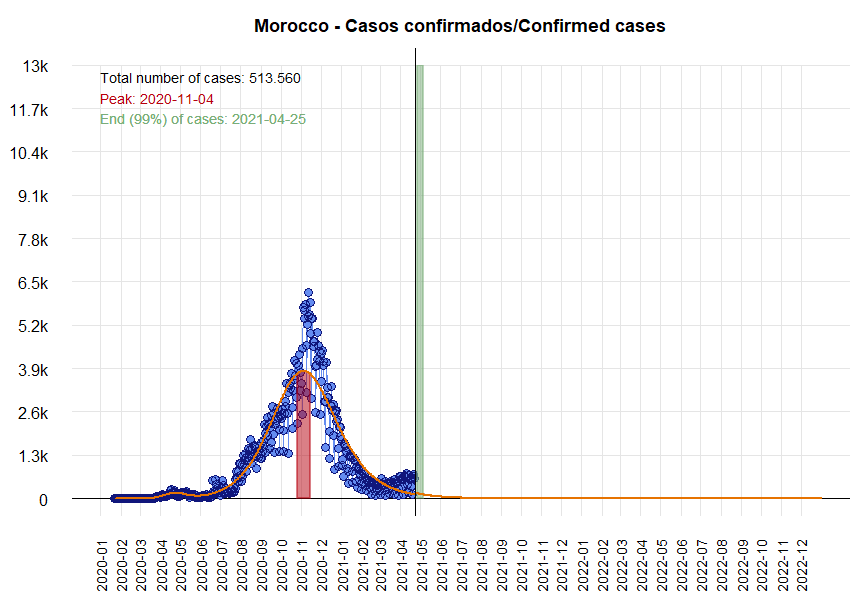 Morocco - Casos confirmados/Confirmed cases
13k
Total number of cases: 513.560
Peak: 2020-11-04
11.7k
End (99%) of cases: 2021-04-25
10.4k
9.1k
7.8k
6.5k
5.2k
3.9k
2.6k
1.3k
0
2020-01
2020-02
2020-03
2020-04
2020-05
2020-06
2020-07
2020-08
2020-09
2020-10
2020-11
2020-12
2021-01
2021-02
2021-03
2021-04
2021-05
2021-06
2021-07
2021-08
2021-09
2021-10
2021-11
2021-12
2022-01
2022-02
2022-03
2022-04
2022-05
2022-06
2022-07
2022-08
2022-09
2022-10
2022-11
2022-12